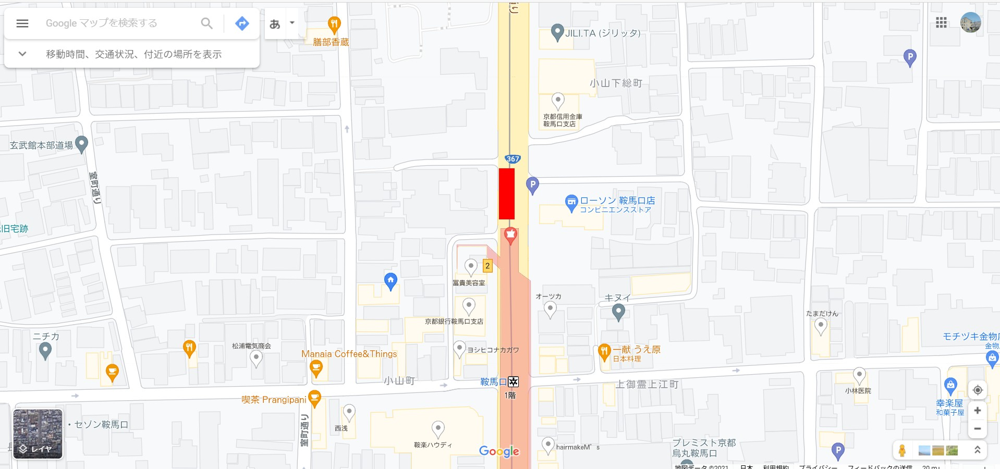 Google マップを検索する
あ
移動時間、交通状況、付近の場所を表示
膳部香蔵
JILI.TA (ジリッタ)
P
小山下総町
京都信用金庫
鞍馬口支店
玄武館本部道場
室町通り
367
P
ローソン 鞍馬口店
コンビニエンスストア
旧宅跡
2
冨貴美容室
オーツカ
キヌイ
京都銀行鞍馬口支店
たまだけん
ニチカ
松浦電気商会
ヨシヒコナカガワ
一献 うえ原
日本料理
モチヅキ金物
金物
Manaia Coffee&Things
小山町
鞍馬口
1階
上御霊上江町
小林医院
喫茶 Prangipani
幸楽屋
和菓子屋
・セゾン鞍馬口
室町通り
西浅
鞍楽ハウディ
hairmakeM’s
プレミスト京都
烏丸鞍馬口
P
レイヤ
Google
地図データ ©2021 日本 利用規約 プライバシー フィードバックの送信 20 m